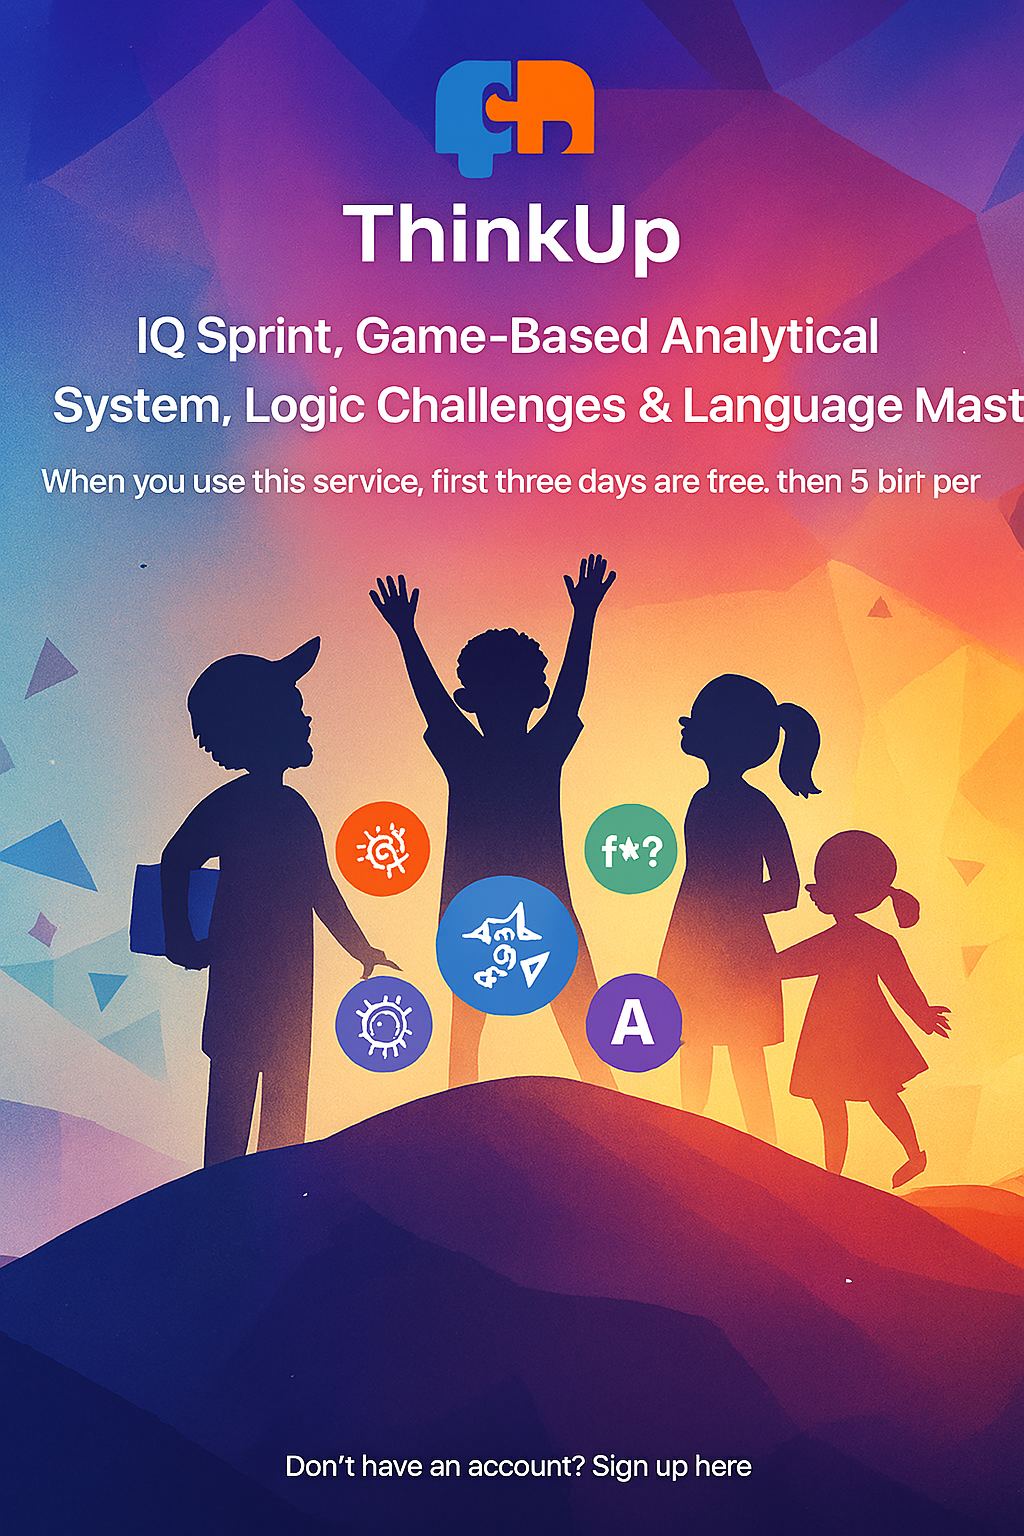 ThinkUp
IQ Sprint, Game-Based Analytical
System, Logic Challenges & Language Mast
When you use this service, first three days are free. then 5 birr per
f*?
A
Don't have an account? Sign up here